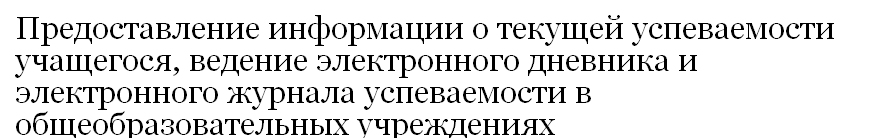 Предоставление информации о текущей успеваемости
учащегося, ведение электронного дневника и
электронного журнала успеваемости в
общеобразовательных учреждениях